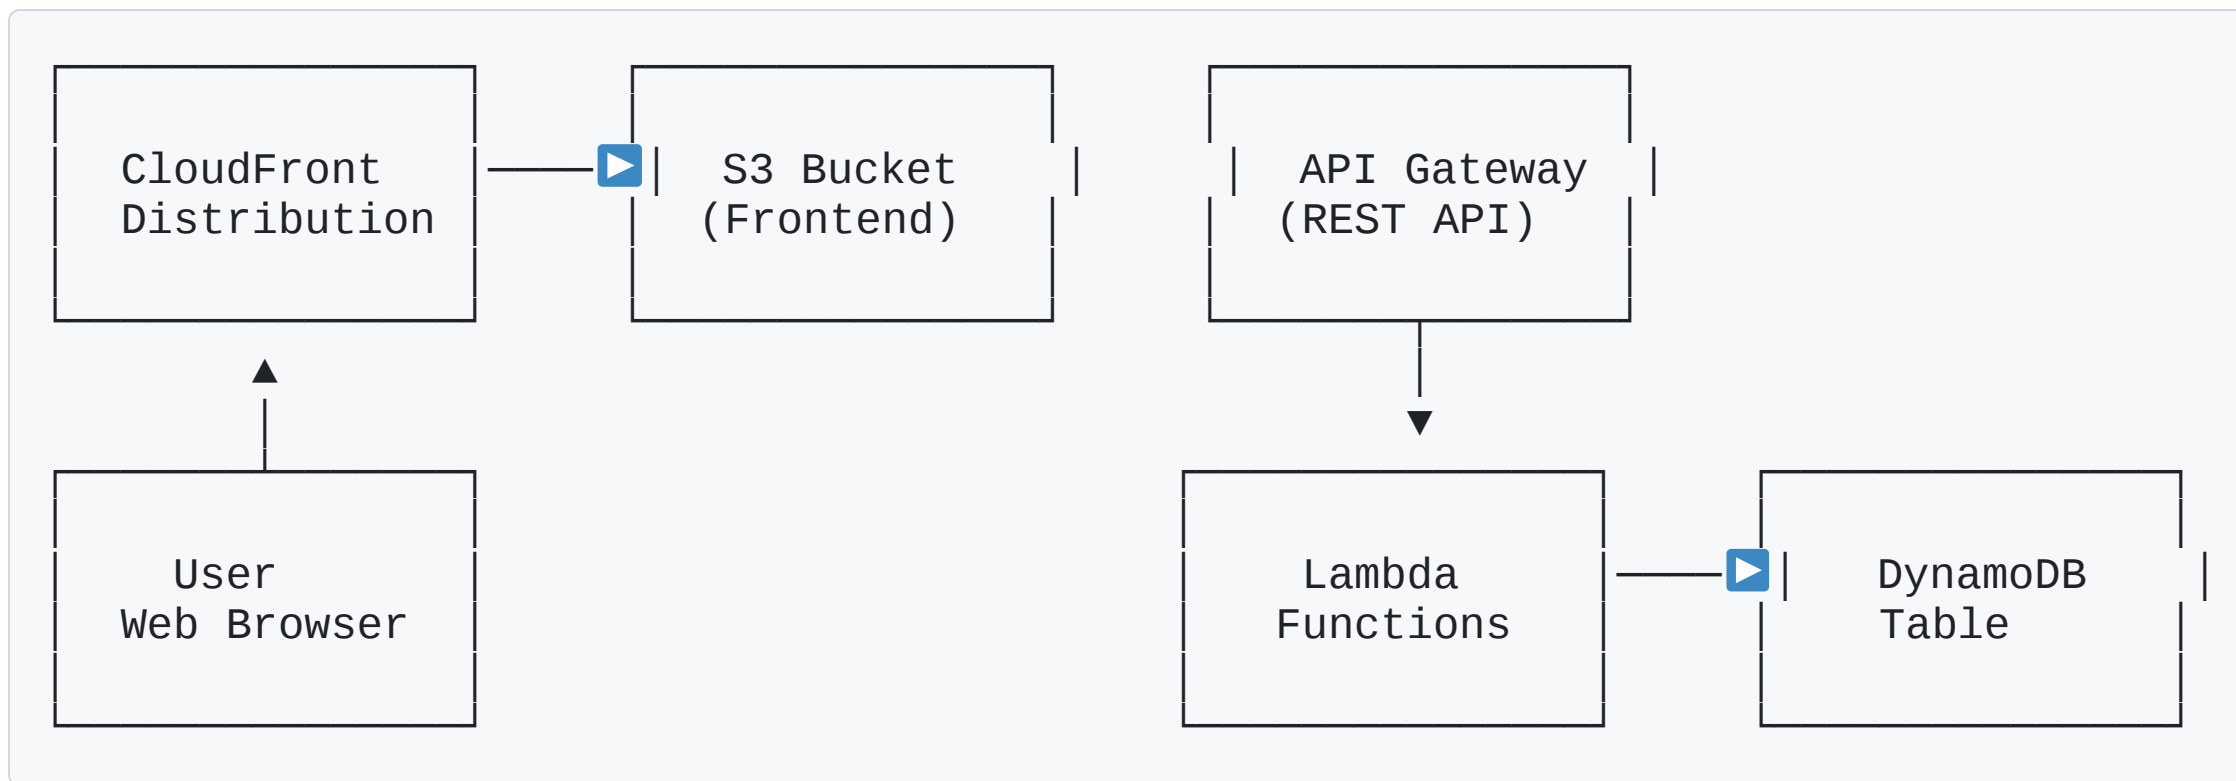 CloudFront
Distribution
S3 Bucket
(Frontend)
API Gateway
(REST API)
User
Web Browser
Lambda
Functions
DynamoDB
Table